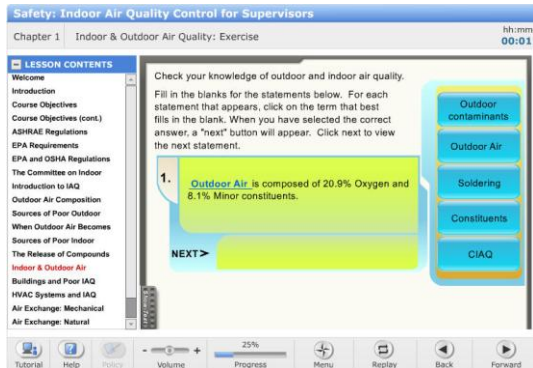 Safety: Indoor Air Quality Control for Supervisors
Chapter 1 Indoor & Outdoor Air Quality: Exercise
hh:mm
00:01
LESSON CONTENTS
Welcome
Introduction
Course Objectives
Course Objectives (cont.)
ASHRAE Regulations
EPA Requirements
EPA and OSHA Regulations
The Committee on Indoor
Introduction to IAQ
Outdoor Air Composition
Sources of Poor Outdoor
When Outdoor Air Becomes
Sources of Poor Indoor
The Release of Compounds
Indoor & Outdoor Air
Buildings and Poor IAQ
HVAC Systems and IAQ
Air Exchange: Mechanical
Air Exchange: Natural
Check your knowledge of outdoor and indoor air quality.
Fill in the blanks for the statements below. For each
statement that appears, click on the term that best
fills in the blank. When you have selected the correct
answer, a "next" button will appear. Click next to view
the next statement.
1.
Outdoor Air is composed of 20.9% Oxygen and
8.1% Minor constituents.
NEXT>
Outdoor
contaminants
Outdoor Air
Soldering
Constituents
CIAQ
Tutorial
Help
Policy
- +
Volume
25%
Progress
Menu
Replay
Back
Forward